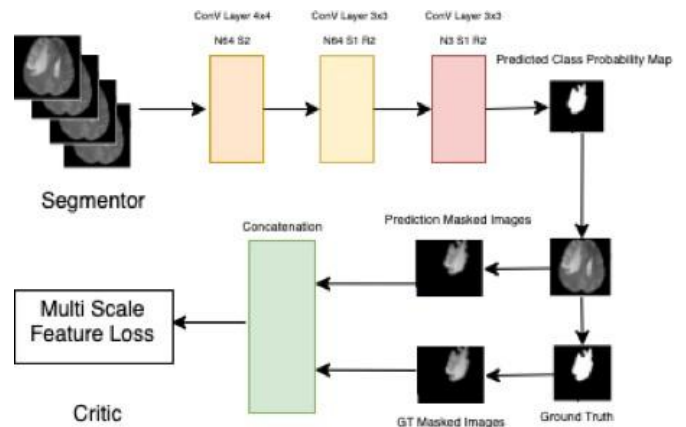 ConV Layer 4x4
ConV Layer 3x3
ConV Layer 3x3
N64 S2
N64 S1 R2
N3 S1 R2
Predicted Class Probability Map
Segmentor
Prediction Masked Images
Concatenation
Multi Scale
Feature Loss
Critic
GT Masked Images
Ground Truth